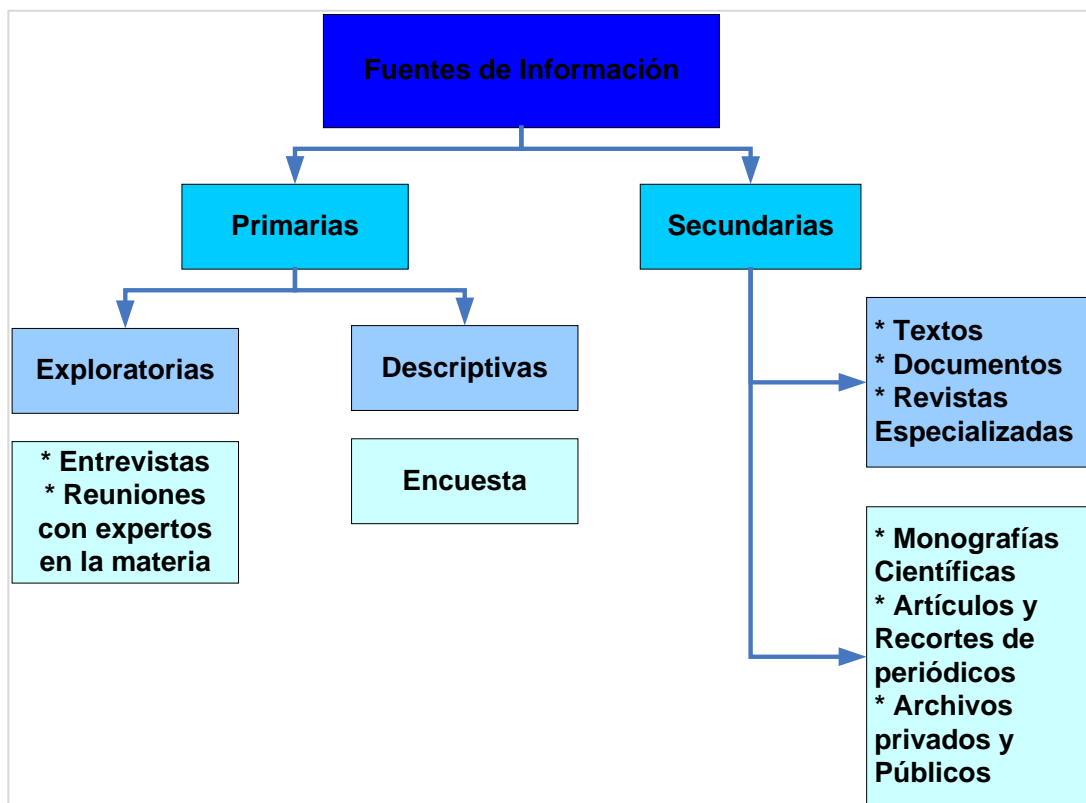 Fuentes de Información
Primarias
Secundarias
Exploratorias
Descriptivas
* Textos
* Documentos
* Revistas
Especializadas
* Entrevistas
* Reuniones
con expertos
en la materia
Encuesta
* Monografías
Científicas
* Artículos y
Recortes de
periódicos
* Archivos
privados y
Públicos